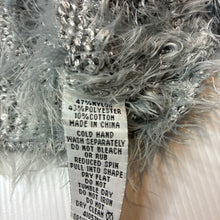 47% NYLON
43% POLYESTER
10% COTTON
MADE IN CHINA
COLD HAND
WASH SEPARATELY
DO NOT BLEACH
OR RUB
REDUCED SPIN
PULL INTO SHAPE
DRY FLAT
DO NOT
TUMBLE DRY
DO NOT
IRON
DO NOT
DRY CLEAN